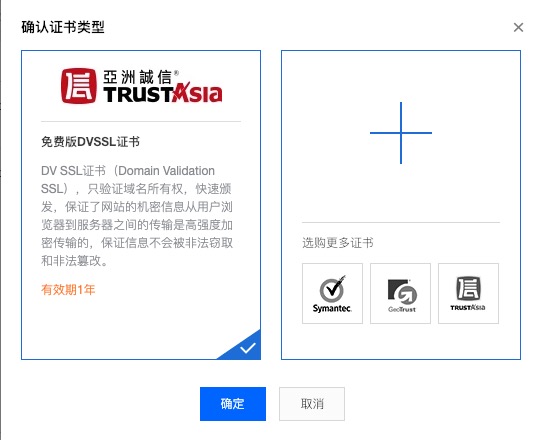 确认证书类型
亞洲誠信®
TRUSTAsia
免费版DVSSL证书
DV SSL证书（Domain Validation
SSL），只验证域名所有权，快速颁
发，保证了网站的机密信息从用户浏
览器到服务器之间的传输是高强度加
密传输的，保证信息不会被非法窃取
和非法篡改。
有效期1年
选购更多证书
Symantec.
GeoTrust
TRUSTAsia
确定
取消